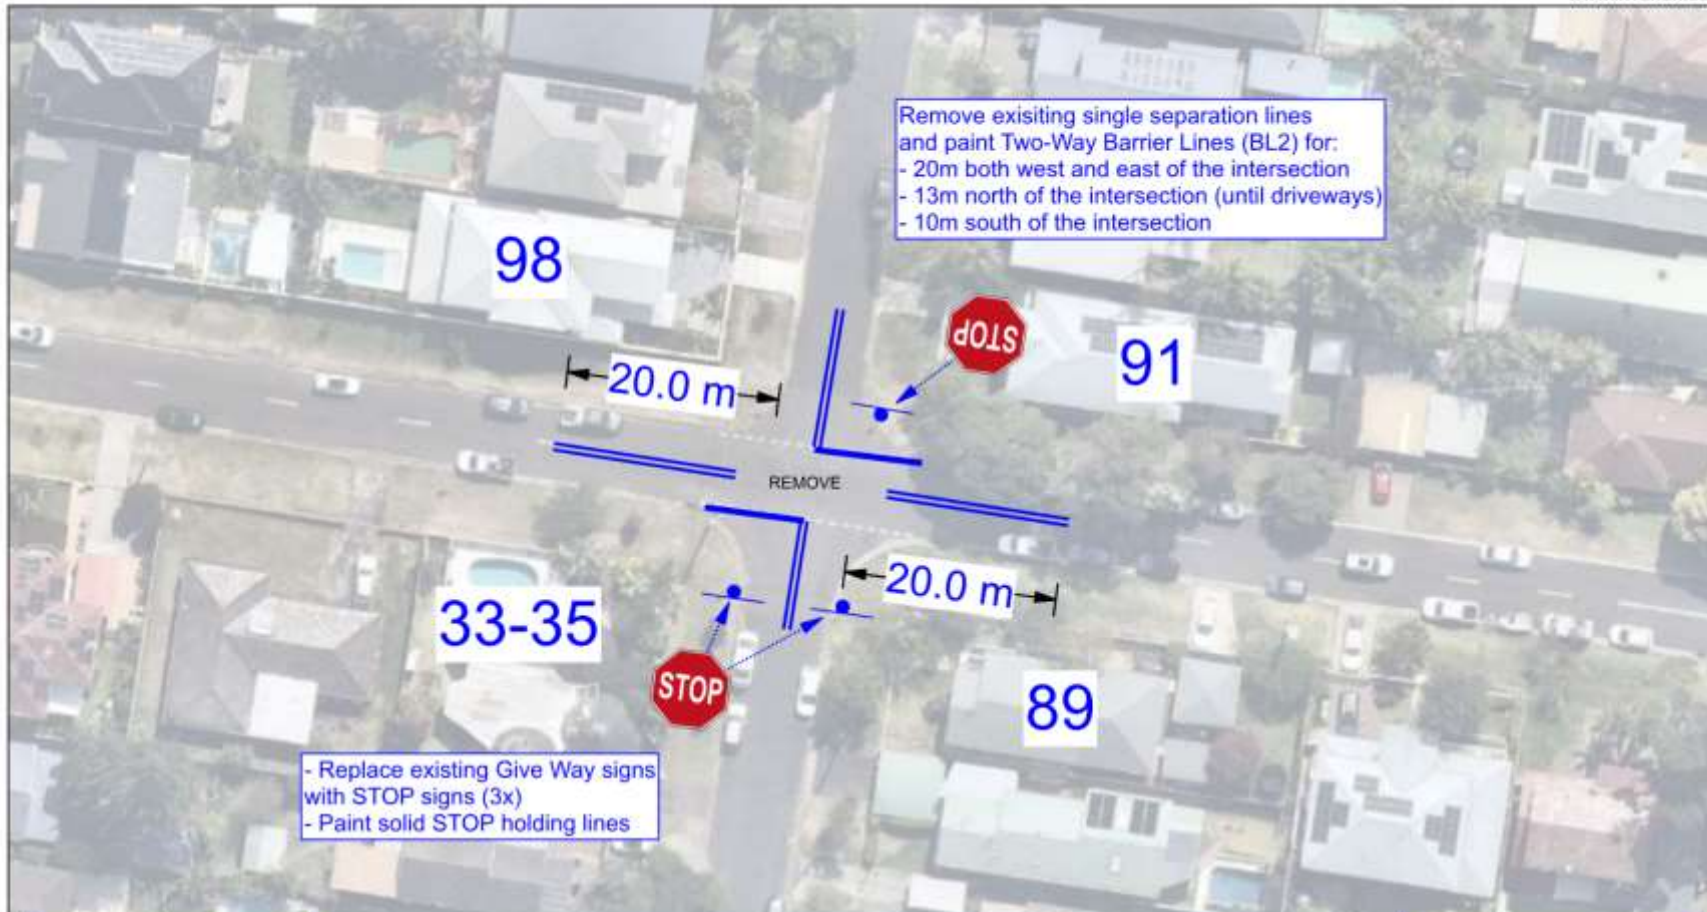 Remove exisiting single separation lines
and paint Two-Way Barrier Lines (BL2) for:
- 20m both west and east of the intersection
- 13m north of the intersection (until driveways)
- 10m south of the intersection
98
STOP
91
20.0 m
REMOVE
20.0 m
33-35
STOP
89
- Replace existing Give Way signs
with STOP signs (3x)
- Paint solid STOP holding lines